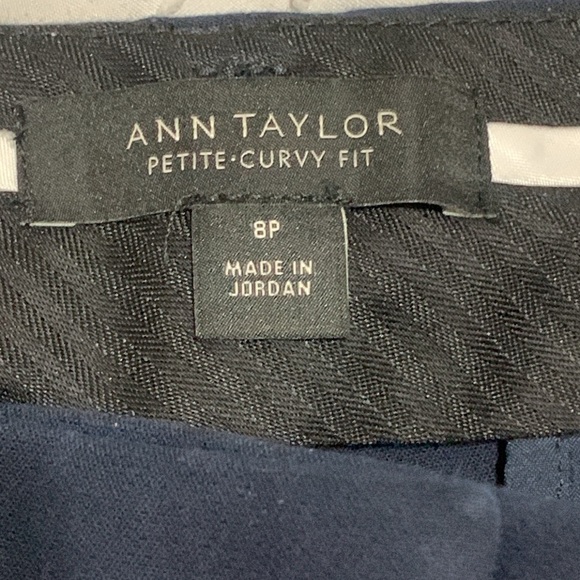 ANN TAYLOR
PETITE·CURVY FIT
8P
MADE IN
JORDAN